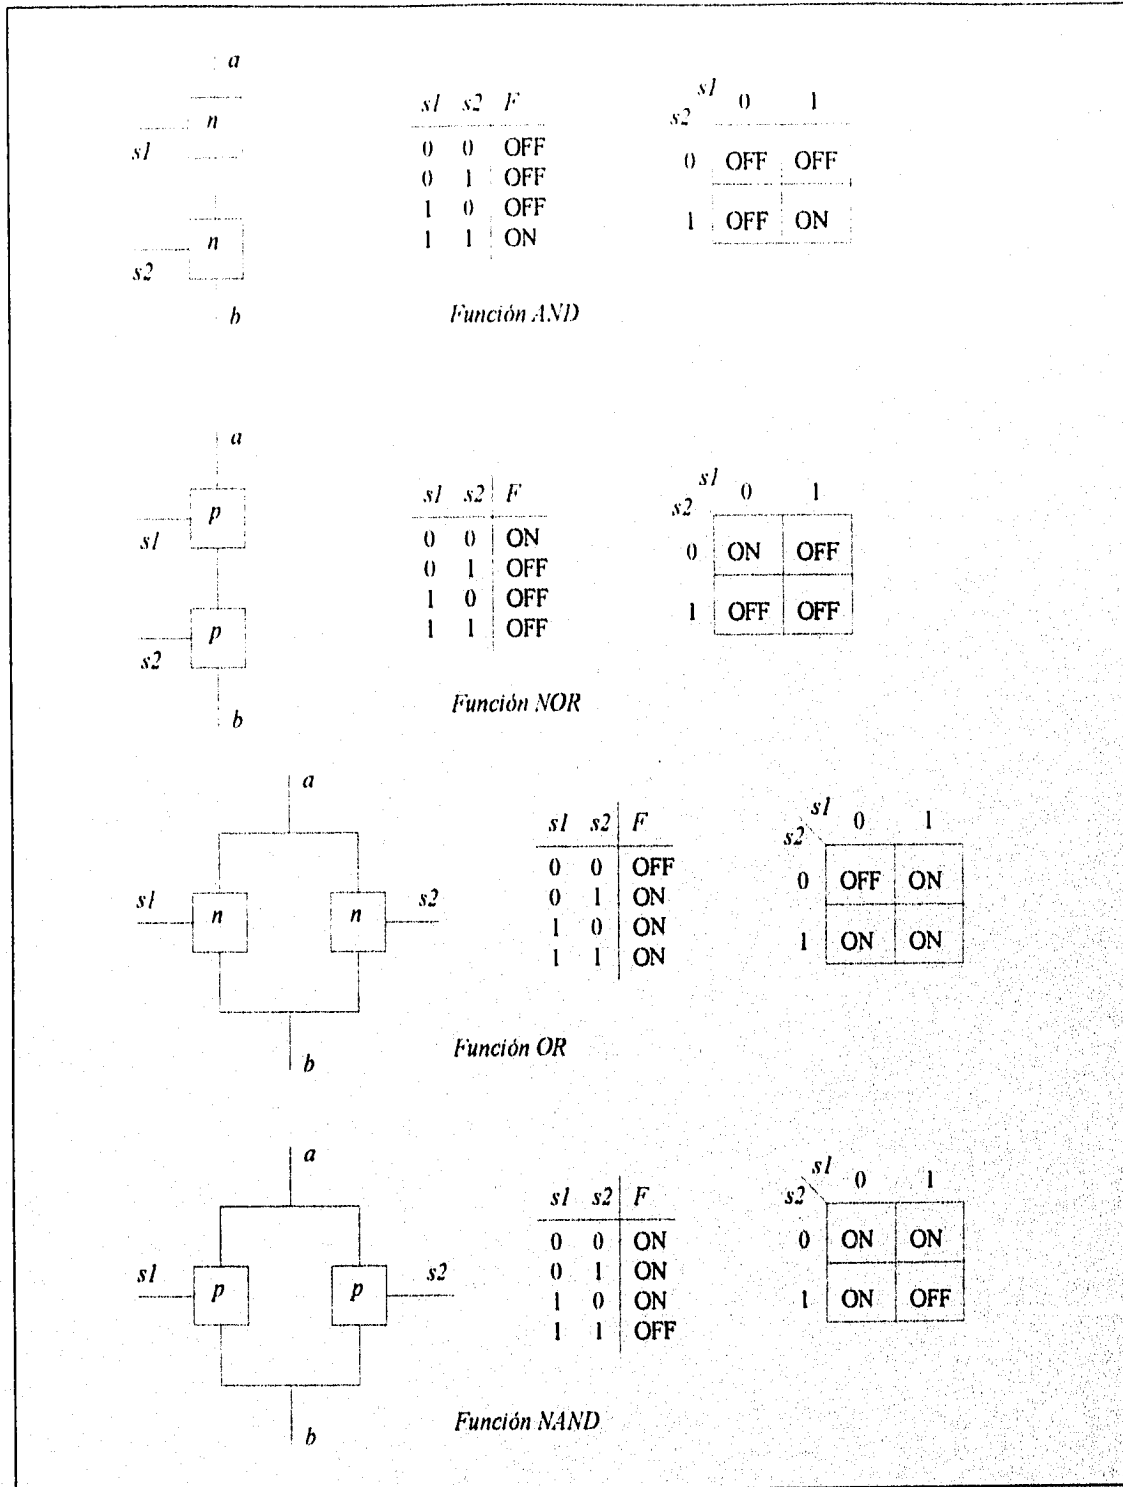 a
n
s1
n
s2
b
s1 s2 F
0 0 OFF
0 1 OFF
1 0 OFF
1 1 ON
s1 0 1
s2
0 OFF OFF
1 OFF ON
Función AND
a
p
s1
p
s2
b
s1 s2 F
0 0 ON
0 1 OFF
1 0 OFF
1 1 OFF
s1 0 1
s2
0 ON OFF
1 OFF OFF
Función NOR
a
s1 n n s2
b
s1 s2 F
0 0 OFF
0 1 ON
1 0 ON
1 1 ON
s1 0 1
s2
0 OFF ON
1 ON ON
Función OR
a
s1 p p s2
b
s1 s2 F
0 0 ON
0 1 ON
1 0 ON
1 1 OFF
s1 0 1
s2
0 ON ON
1 ON OFF
Función NAND